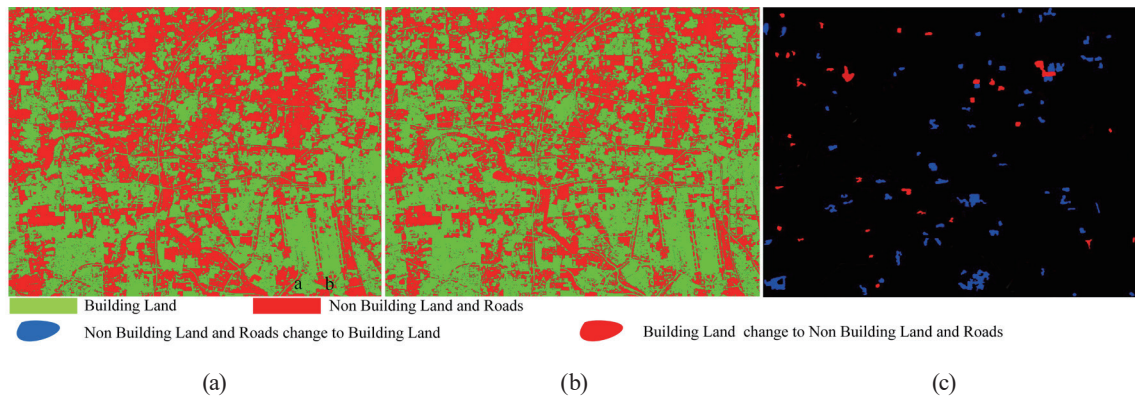 a b
Building Land Non Building Land and Roads
Non Building Land and Roads change to Building Land Building Land change to Non Building Land and Roads
(a) (b) (c)